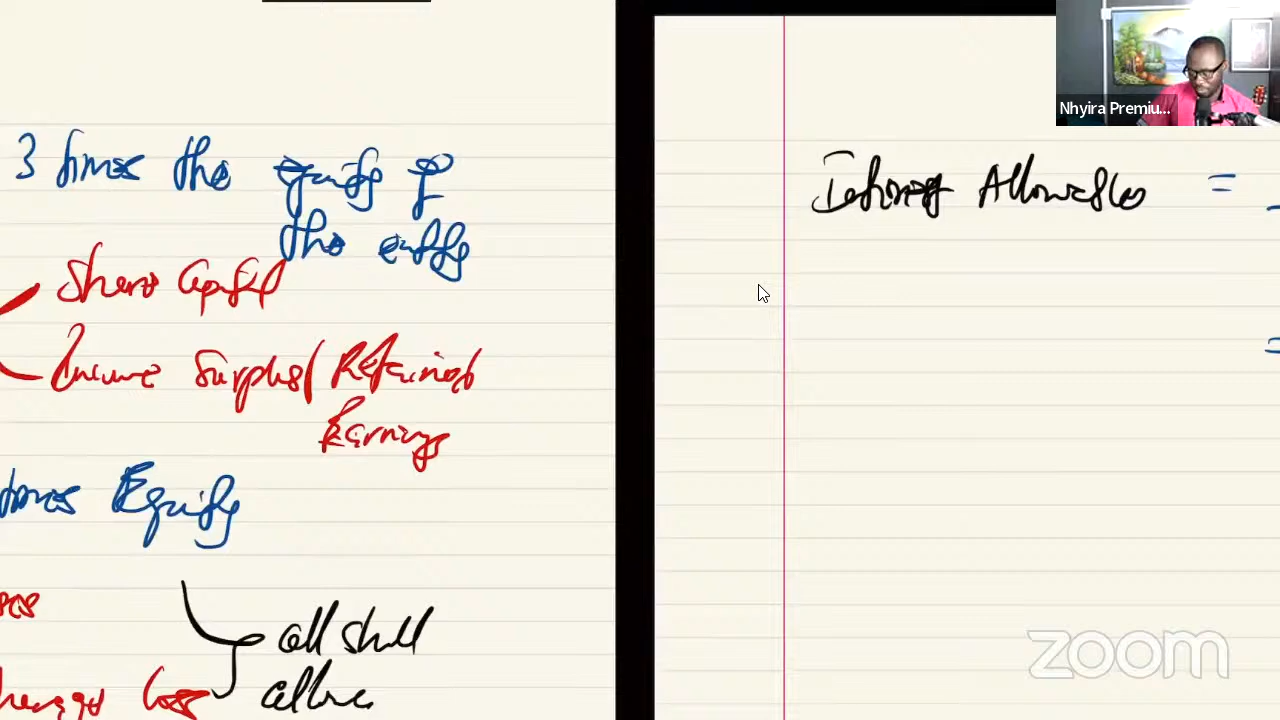 3 times the equity of
the entity
Share Capital
Income Surplus/ Retained
Earnings
times Equity
all shall
allow
Interest Allowable =
=
Nhyira Premiu...
zoom